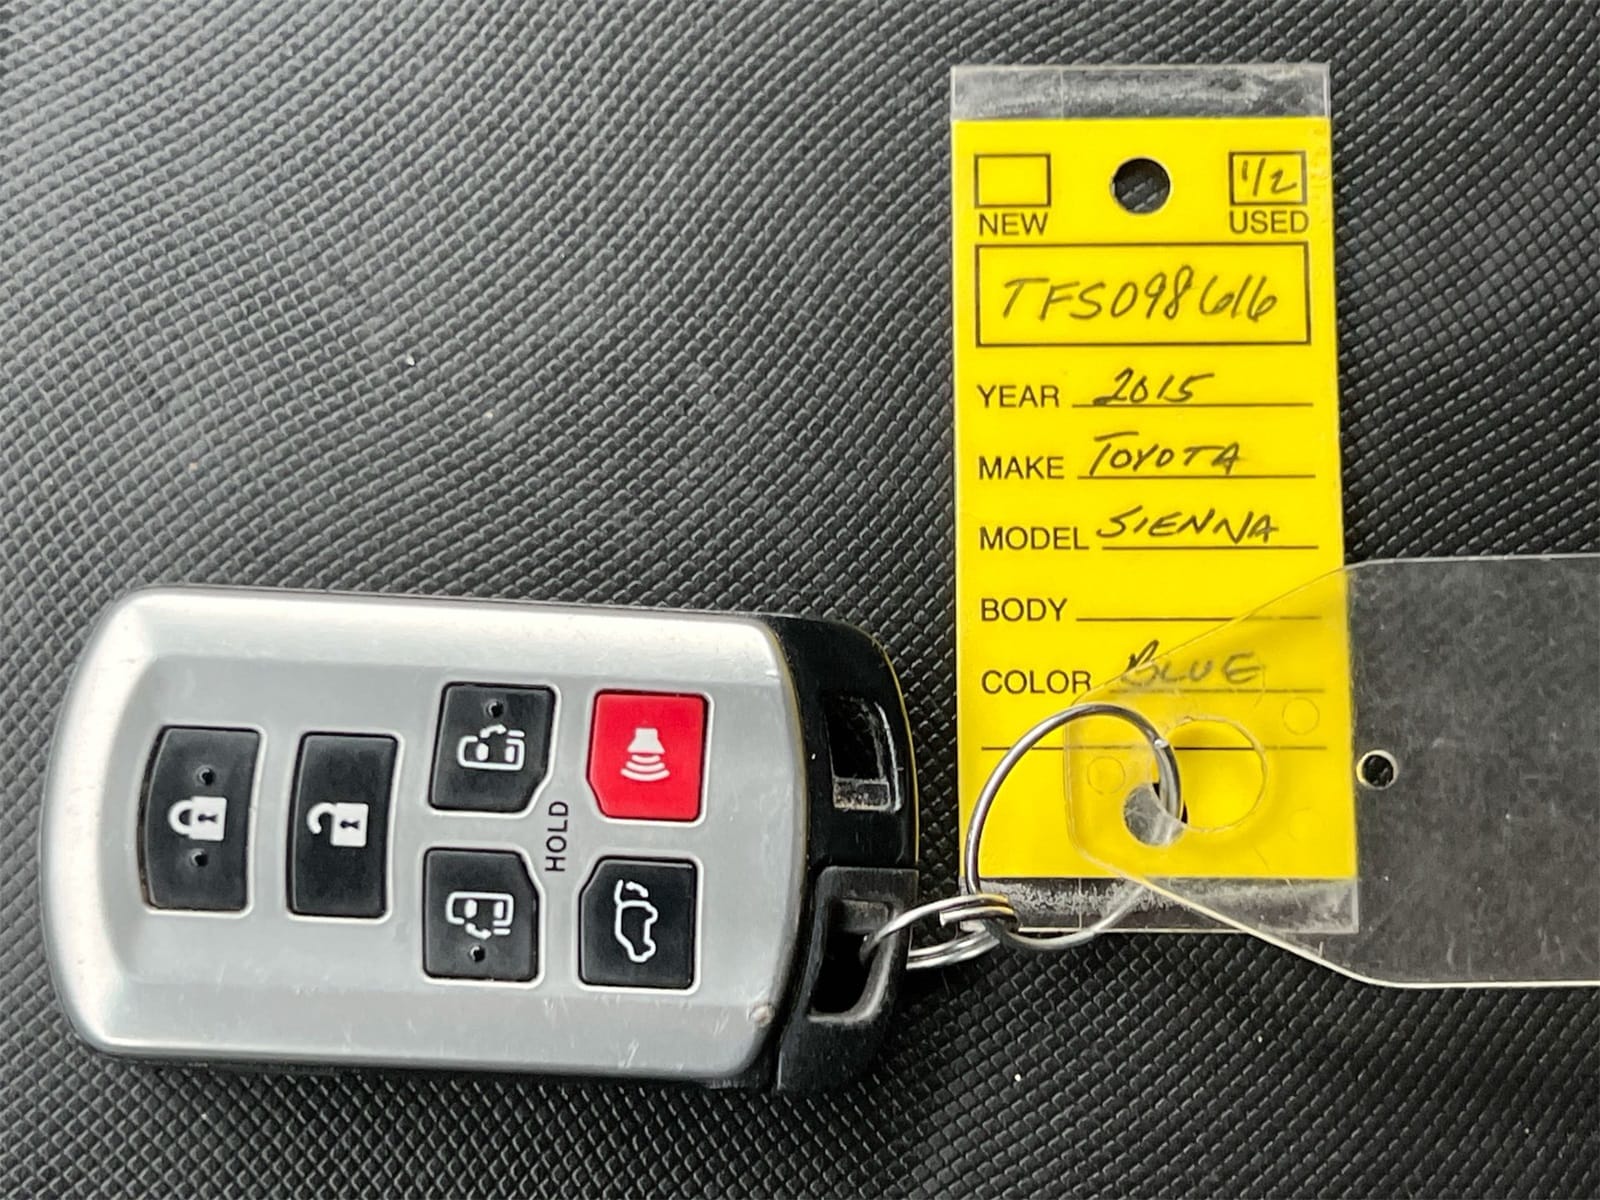 1/2
NEW USED
TFS098616
YEAR 2015
MAKE TOYOTA
MODEL SIENNA
BODY
COLOR BLUE
HOLD